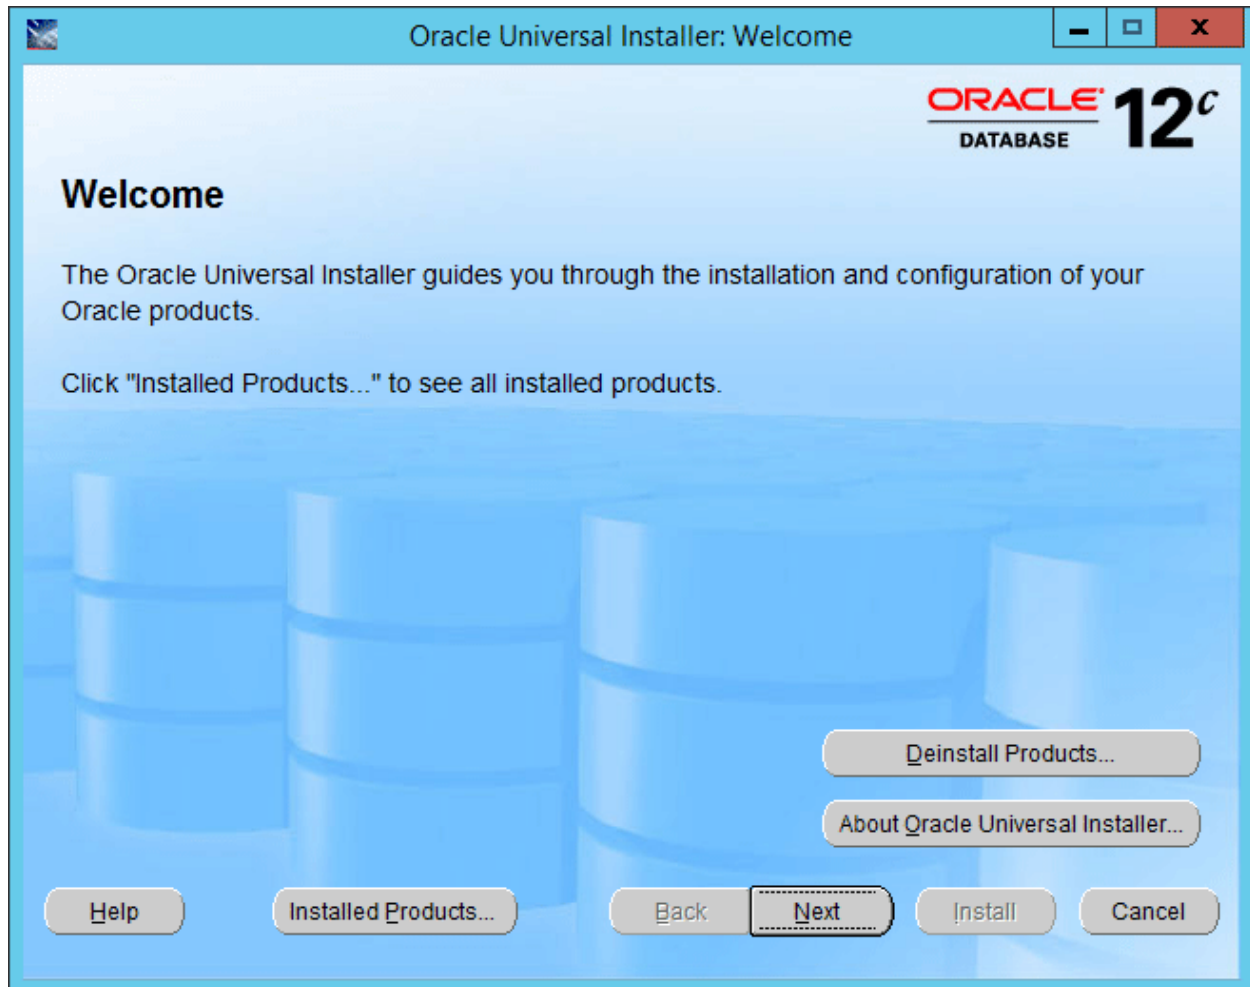 Oracle Universal Installer: Welcome
ORACLE
DATABASE
12c
Welcome
The Oracle Universal Installer guides you through the installation and configuration of your
Oracle products.
Click "Installed Products..." to see all installed products.
Deinstall Products...
About Oracle Universal Installer...
Help Installed Products... Back Next Install Cancel